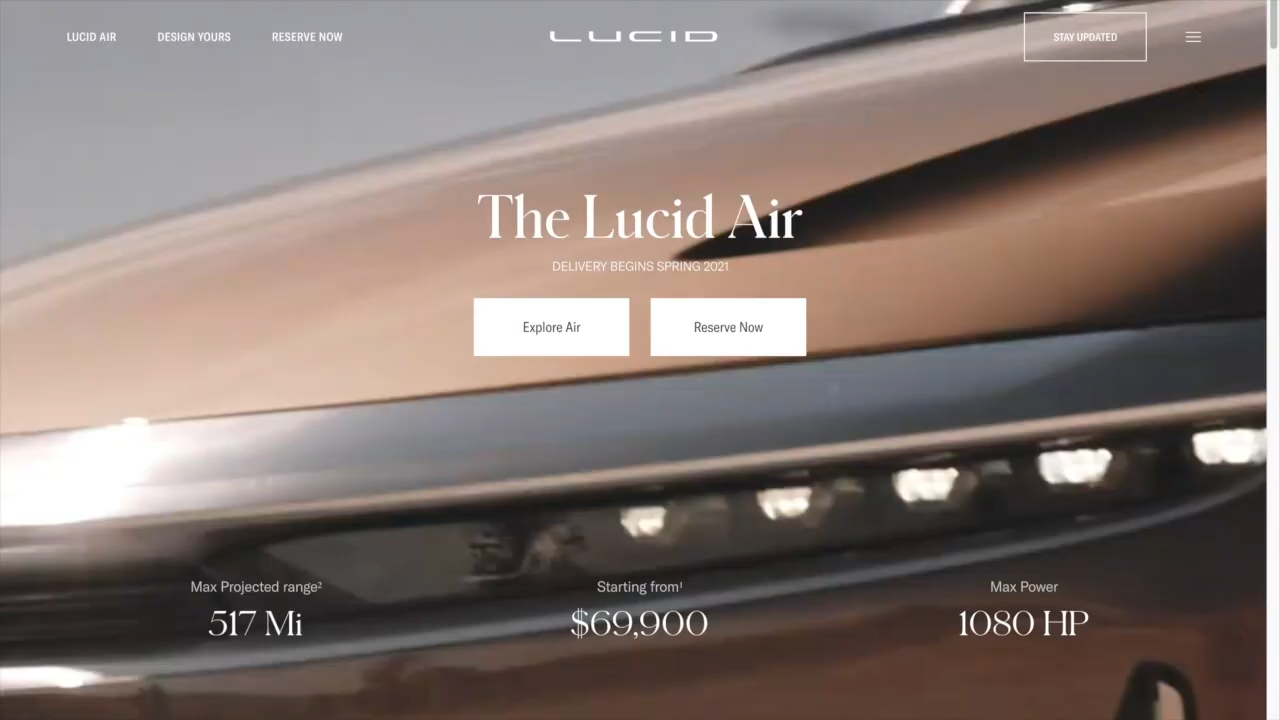 LUCID AIR DESIGN YOURS RESERVE NOW LUCID STAY UPDATED
The Lucid Air
DELIVERY BEGINS SPRING 2021
Explore Air Reserve Now
Max Projected range² Starting from¹ Max Power
517 Mi $69,900 1080 HP